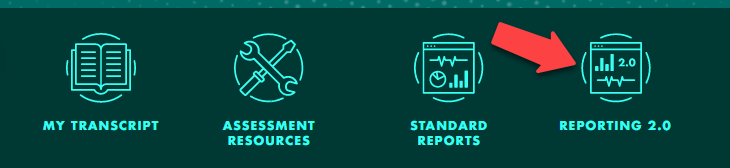 2.0
MY TRANSCRIPT
ASSESSMENT
RESOURCES
STANDARD
REPORTS
REPORTING 2.0